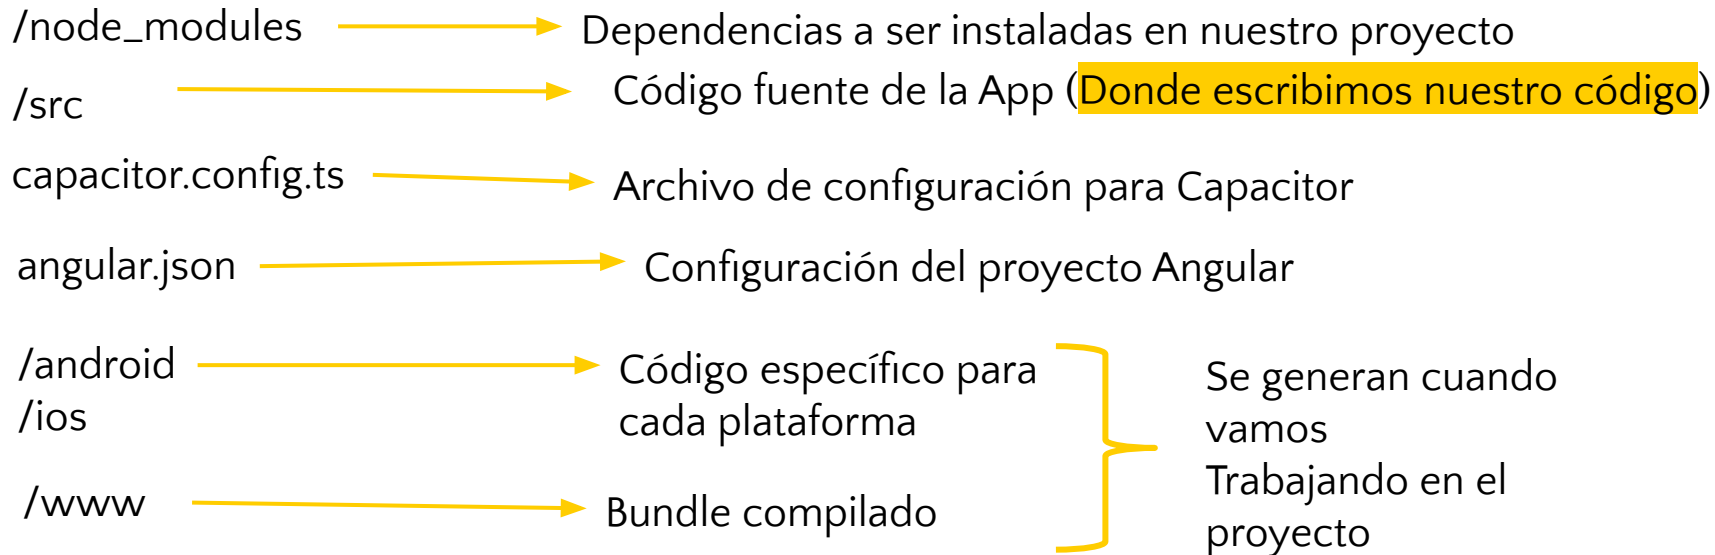 /node_modules
Dependencias a ser instaladas en nuestro proyecto
/src
Código fuente de la App (Donde escribimos nuestro código)
capacitor.config.ts
Archivo de configuración para Capacitor
angular.json
Configuración del proyecto Angular
/android
/ios
Código específico para
cada plataforma
/www
Bundle compilado
Se generan cuando
vamos
Trabajando en el
proyecto